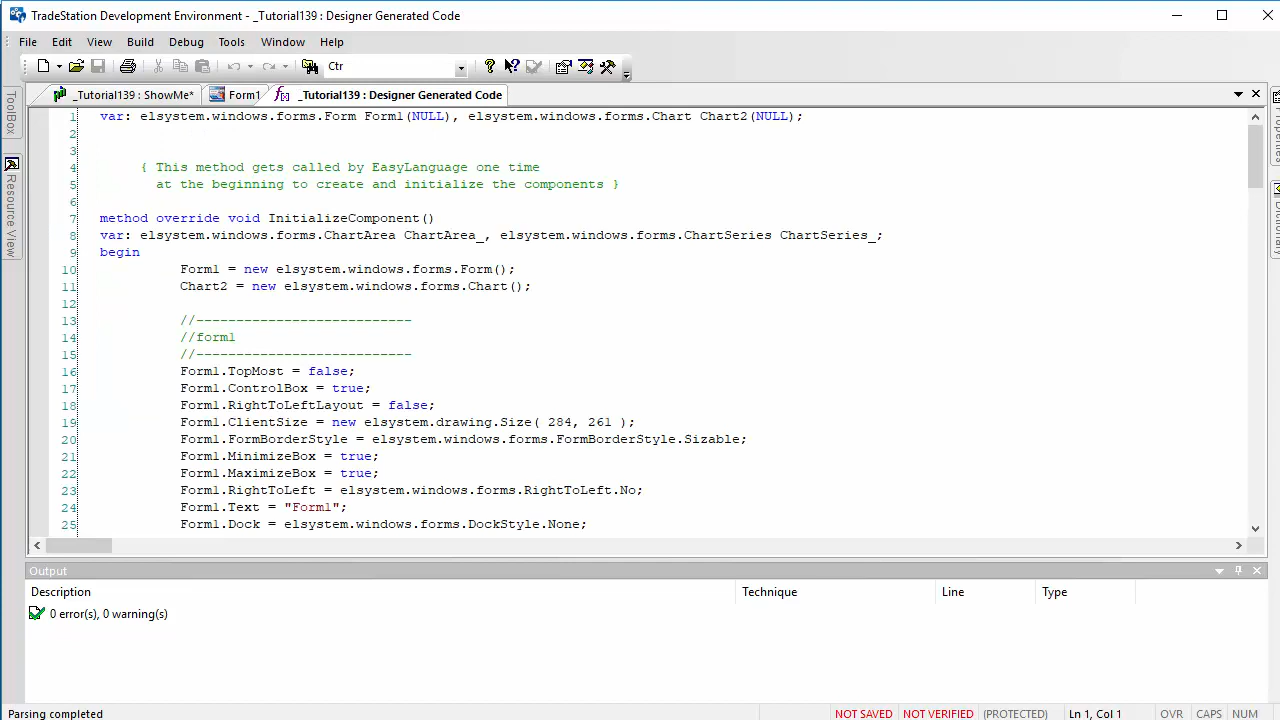 TradeStation Development Environment - _Tutorial139 : Designer Generated Code
File Edit View Build Debug Tools Window Help
Ctr
_Tutorial139 : ShowMe* Form1 _Tutorial139 : Designer Generated Code
ToolBox
Resource View
Properties
Dictionary
1 var: elsystem.windows.forms.Form Form1(NULL), elsystem.windows.forms.Chart Chart2(NULL);
2
3
4 { This method gets called by EasyLanguage one time
5 at the beginning to create and initialize the components }
6
7 method override void InitializeComponent()
8 var: elsystem.windows.forms.ChartArea ChartArea_, elsystem.windows.forms.ChartSeries ChartSeries_;
9 begin
10 Form1 = new elsystem.windows.forms.Form();
11 Chart2 = new elsystem.windows.forms.Chart();
12
13 //---------------------------
14 //form1
15 //---------------------------
16 Form1.TopMost = false;
17 Form1.ControlBox = true;
18 Form1.RightToLeftLayout = false;
19 Form1.ClientSize = new elsystem.drawing.Size( 284, 261 );
20 Form1.FormBorderStyle = elsystem.windows.forms.FormBorderStyle.Sizable;
21 Form1.MinimizeBox = true;
22 Form1.MaximizeBox = true;
23 Form1.RightToLeft = elsystem.windows.forms.RightToLeft.No;
24 Form1.Text = "Form1";
25 Form1.Dock = elsystem.windows.forms.DockStyle.None;
Output
Description Technique Line Type
0 error(s), 0 warning(s)
Parsing completed NOT SAVED NOT VERIFIED (PROTECTED) Ln 1, Col 1 OVR CAPS NUM